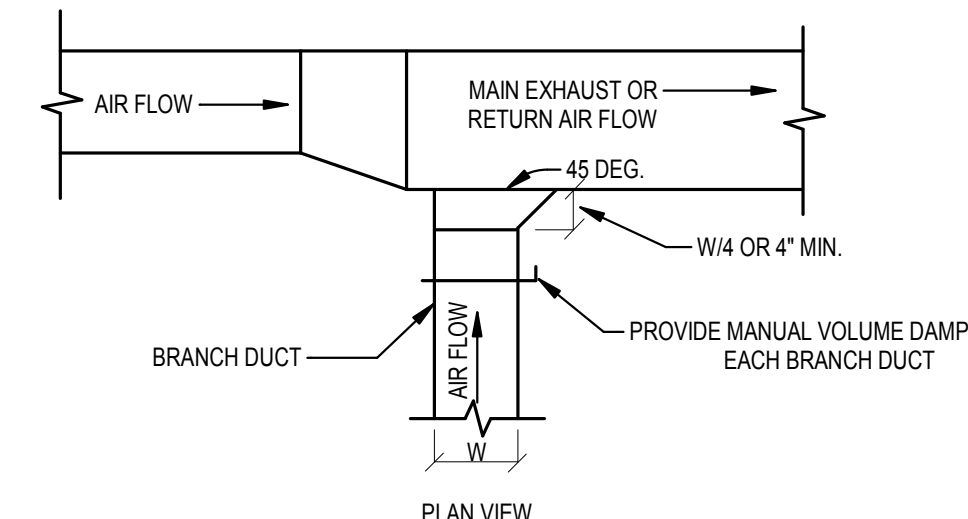 AIR FLOW
MAIN EXHAUST OR
RETURN AIR FLOW
45 DEG.
W/4 OR 4" MIN.
PROVIDE MANUAL VOLUME DAMP
EACH BRANCH DUCT
BRANCH DUCT
AIR FLOW
W
PLAN VIEW